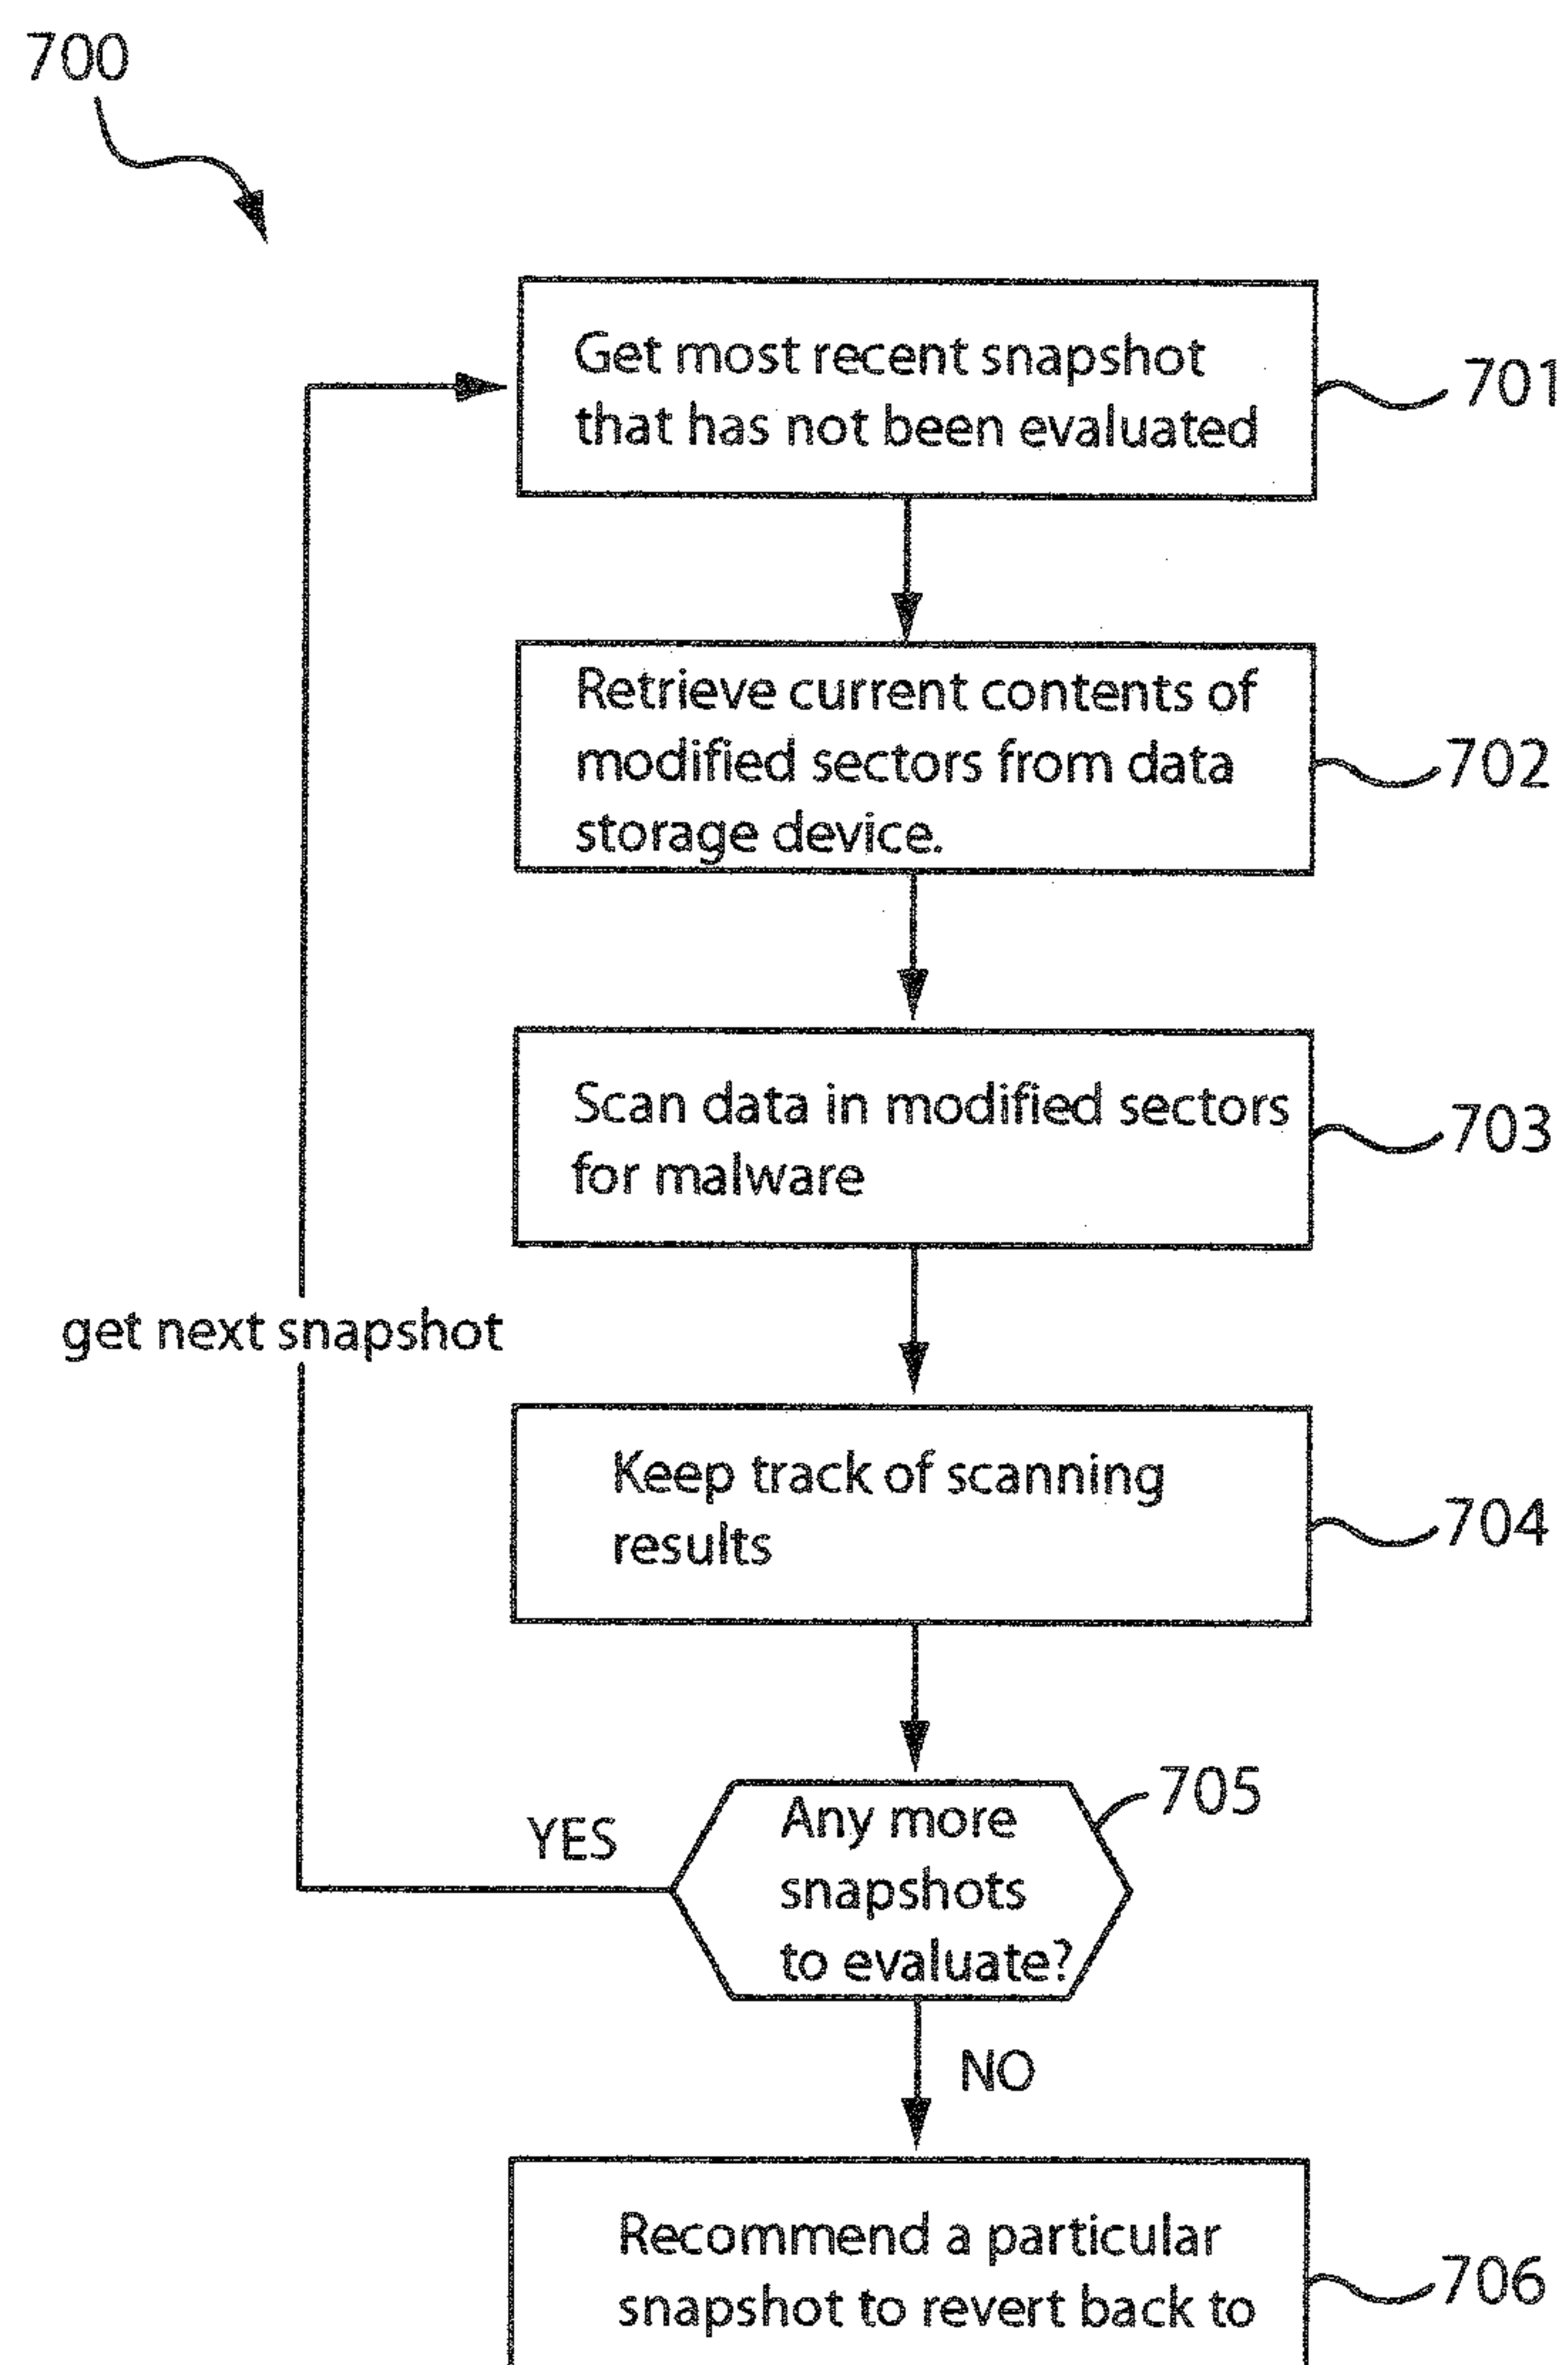 700
Get most recent snapshot
that has not been evaluated
701
Retrieve current contents of
modified sectors from data
storage device.
702
Scan data in modified sectors
for malware
703
get next snapshot
Keep track of scanning
results
704
Any more
snapshots
to evaluate?
705
YES
NO
Recommend a particular
snapshot to revert back to
706